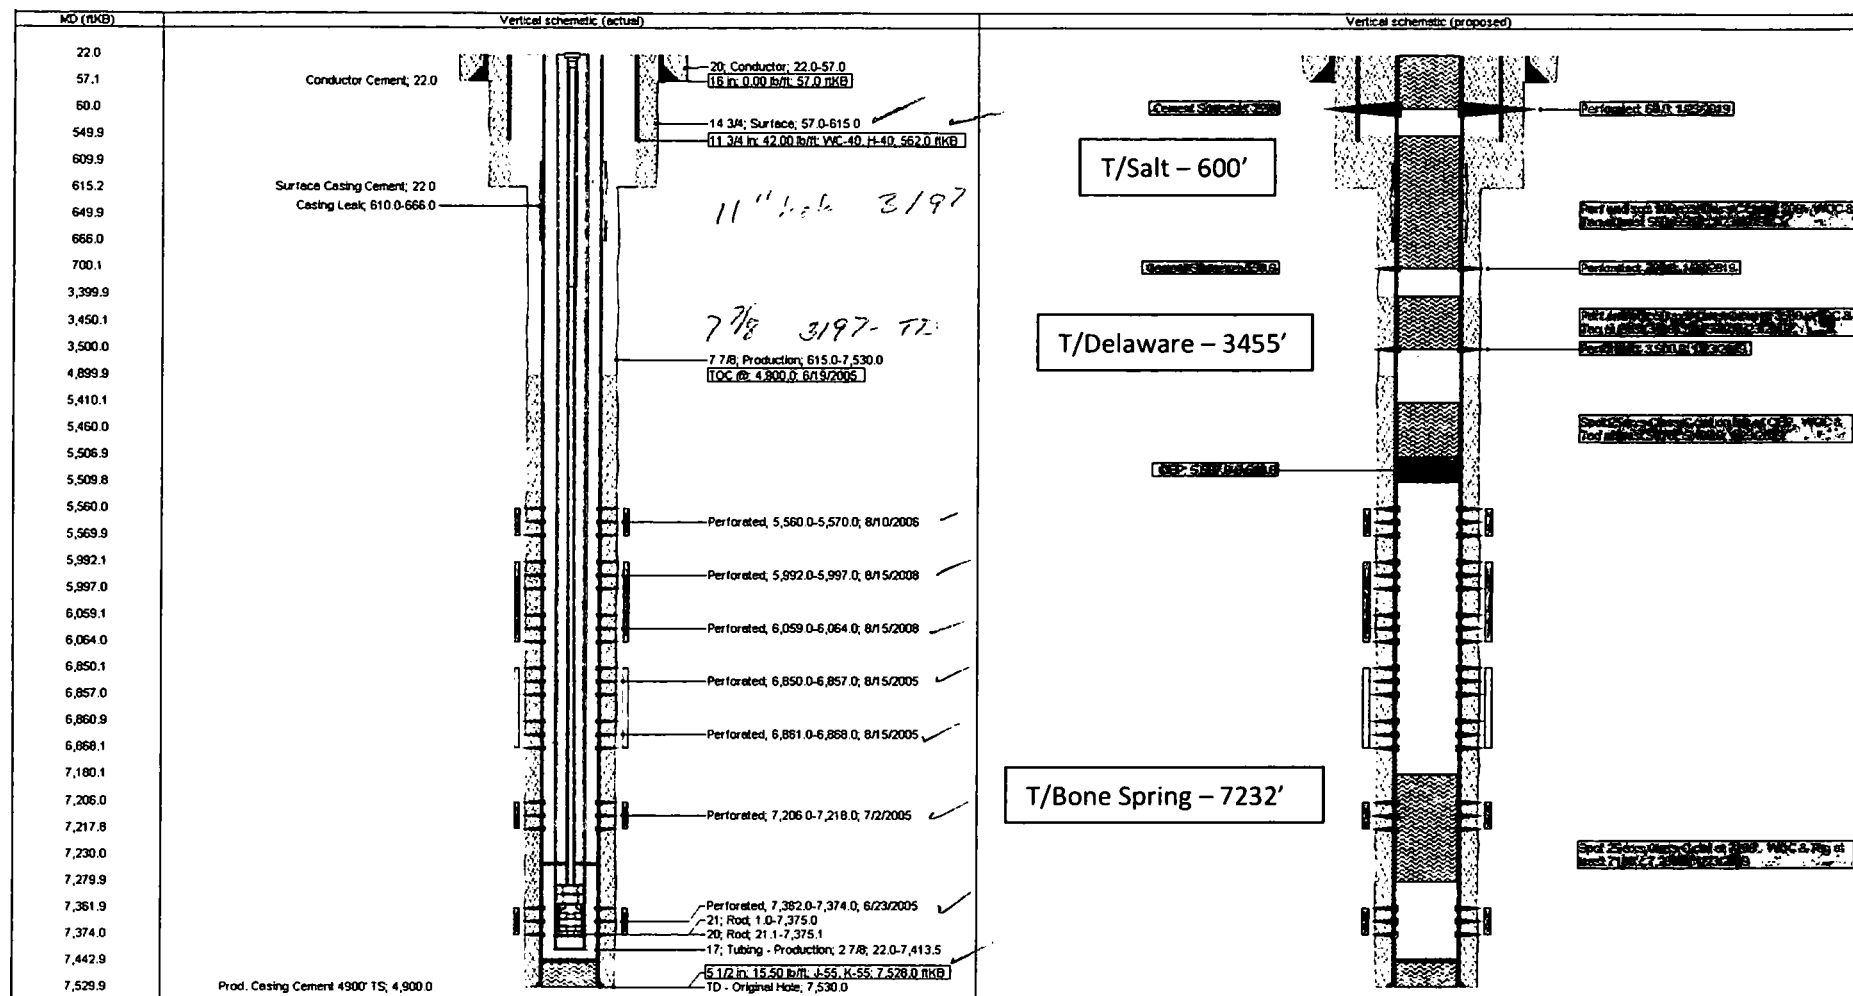 MD (ftKB)
Vertical schematic (actual)
Vertical schematic (proposed)
22.0
57.1
60.0
549.9
609.9
615.2
649.9
666.0
700.1
3,399.9
3,450.1
3,500.0
4,899.9
5,410.1
5,460.0
5,506.9
5,509.8
5,560.0
5,569.9
5,992.1
5,997.0
6,059.1
6,064.0
6,850.1
6,857.0
6,860.9
6,868.1
7,180.1
7,206.0
7,217.8
7,230.0
7,279.9
7,361.9
7,374.0
7,442.9
7,529.9
Conductor Cement; 22.0
Surface Casing Cement; 22.0
Casing Leak; 610.0-666.0
Prod. Casing Cement 4900' TS; 4,900.0
20; Conductor; 22.0-57.0
16 in; 0.00 lb/ft; 57.0 ftKB
14 3/4; Surface; 57.0-615.0
11 3/4 in; 42.00 lb/ft; WC-40, H-40; 562.0 ftKB
11" hole 3197
7 7/8 3197- TD
7 7/8; Production; 615.0-7,530.0
TOC @; 4,900.0; 6/19/2005
Perforated; 5,560.0-5,570.0; 8/10/2006
Perforated; 5,992.0-5,997.0; 8/15/2008
Perforated; 6,059.0-6,064.0; 8/15/2008
Perforated; 6,850.0-6,857.0; 8/15/2005
Perforated; 6,861.0-6,868.0; 8/15/2005
Perforated; 7,206.0-7,218.0; 7/2/2005
Perforated; 7,362.0-7,374.0; 6/23/2005
21; Rod; 1.0-7,375.0
20; Rod; 21.1-7,375.1
17; Tubing - Production; 2 7/8; 22.0-7,413.5
5 1/2 in; 15.50 lb/ft; J-55, K-55; 7,528.0 ftKB
TD - Original Hole; 7,530.0
T/Salt – 600'
T/Delaware – 3455'
T/Bone Spring – 7232'
Perforated;
Perforated;